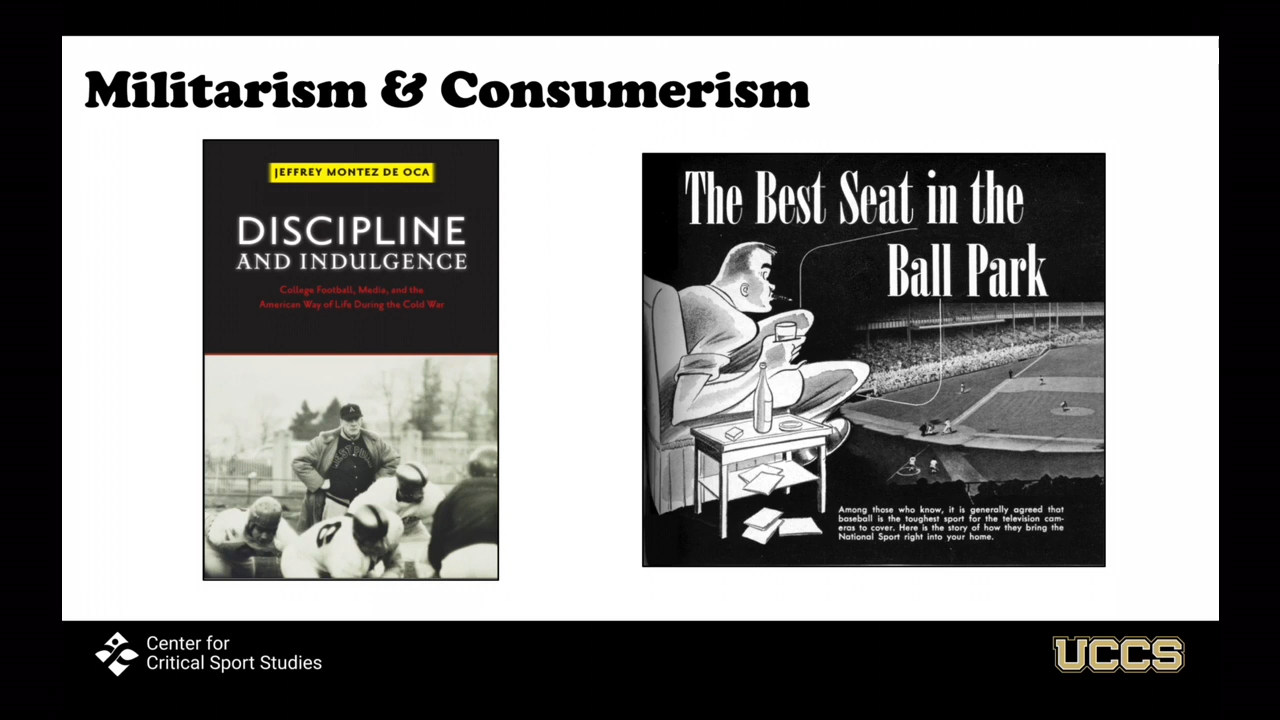 Militarism & Consumerism
JEFFREY MONTEZ DE OCA
DISCIPLINE
AND INDULGENCE
College Football, Media, and the
American Way of Life During the Cold War
WEST POINT
The Best Seat in the
Ball Park
Among those who know, it is generally agreed that
baseball is the toughest sport for the television cam-
eras to cover. Here is the story of how they bring the
National Sport right into your home.
Center for
Critical Sport Studies
UCCS